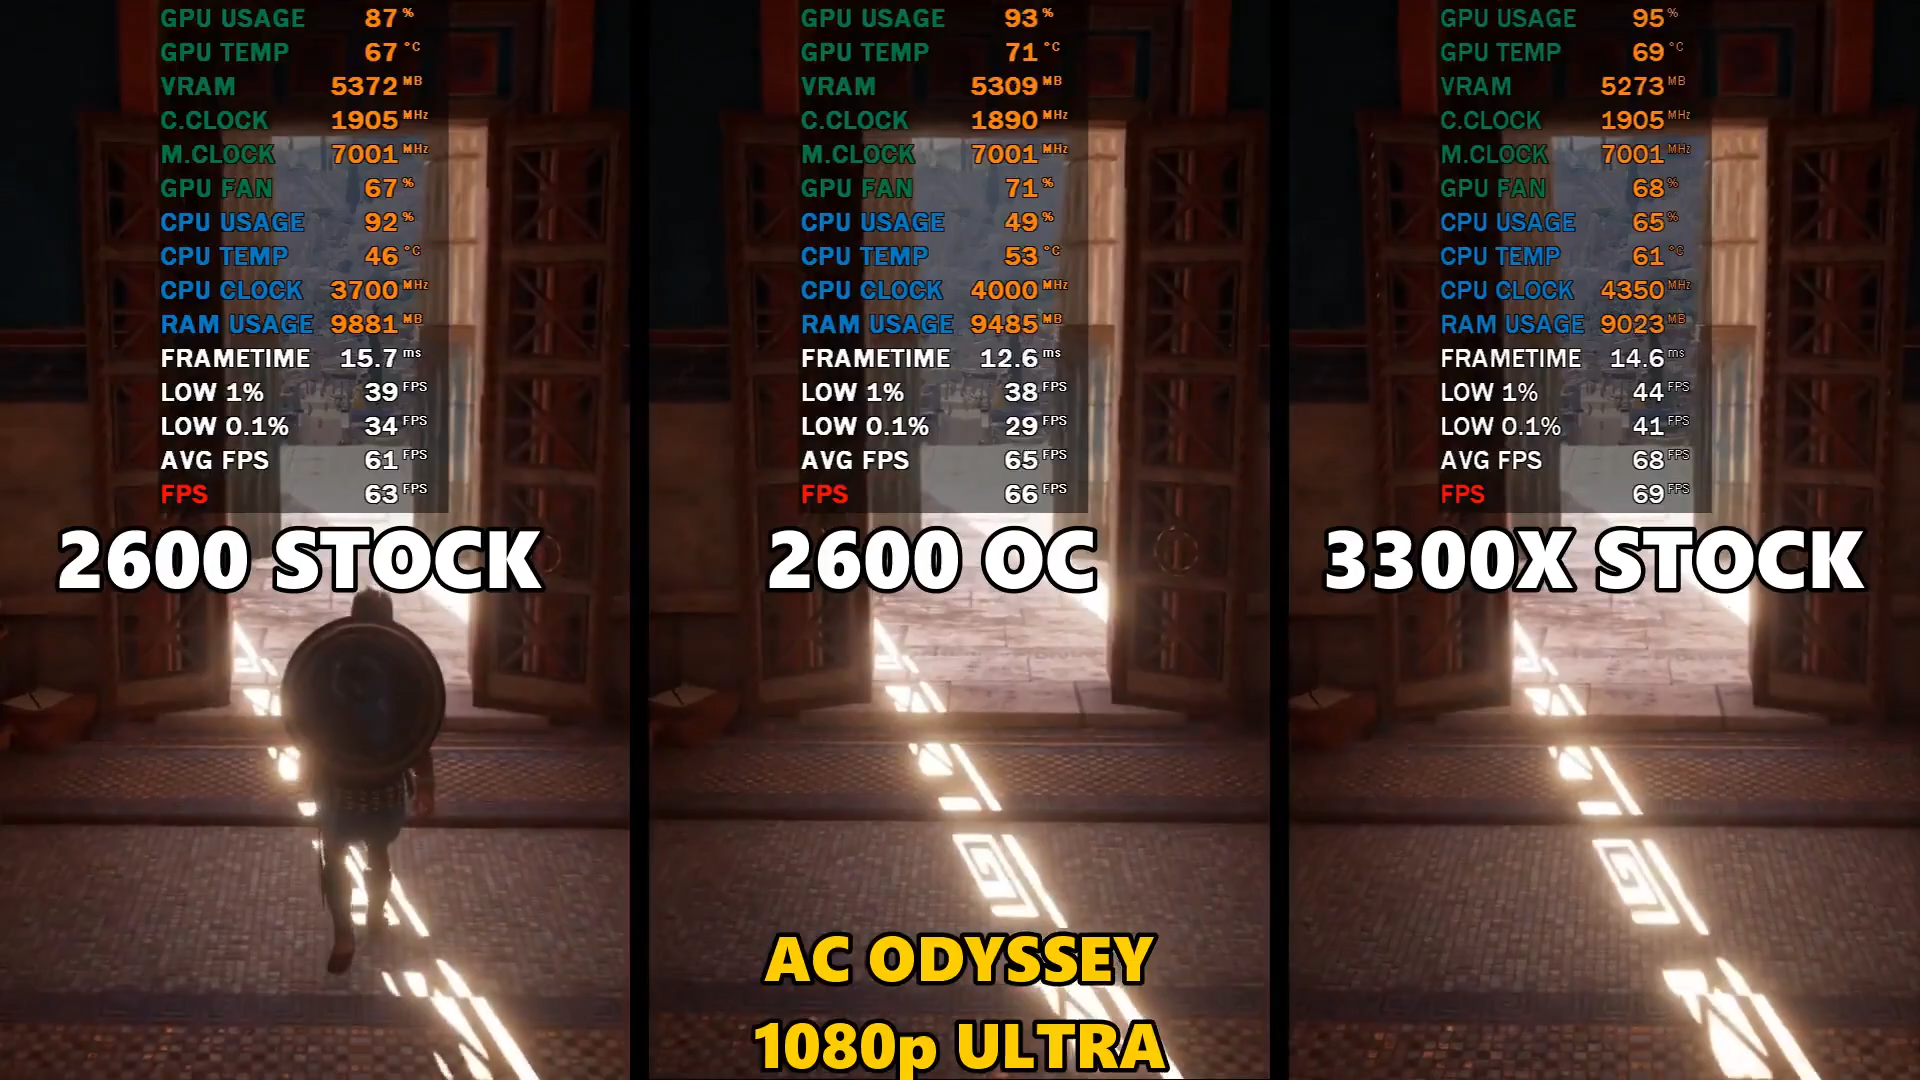 GPU USAGE 87 %
GPU TEMP 67 °C
VRAM 5372 MB
C.CLOCK 1905 MHz
M.CLOCK 7001 MHz
GPU FAN 67 %
CPU USAGE 92 %
CPU TEMP 46 °C
CPU CLOCK 3700 MHz
RAM USAGE 9881 MB
FRAMETIME 15.7 ms
LOW 1% 39 FPS
LOW 0.1% 34 FPS
AVG FPS 61 FPS
FPS 63 FPS
2600 STOCK
GPU USAGE 93 %
GPU TEMP 71 °C
VRAM 5309 MB
C.CLOCK 1890 MHz
M.CLOCK 7001 MHz
GPU FAN 71 %
CPU USAGE 49 %
CPU TEMP 53 °C
CPU CLOCK 4000 MHz
RAM USAGE 9485 MB
FRAMETIME 12.6 ms
LOW 1% 38 FPS
LOW 0.1% 29 FPS
AVG FPS 65 FPS
FPS 66 FPS
2600 OC
GPU USAGE 95 %
GPU TEMP 69 °C
VRAM 5273 MB
C.CLOCK 1905 MHz
M.CLOCK 7001 MHz
GPU FAN 68 %
CPU USAGE 65 %
CPU TEMP 61 °C
CPU CLOCK 4350 MHz
RAM USAGE 9023 MB
FRAMETIME 14.6 ms
LOW 1% 44 FPS
LOW 0.1% 41 FPS
AVG FPS 68 FPS
FPS 69 FPS
3300X STOCK
AC ODYSSEY
1080p ULTRA